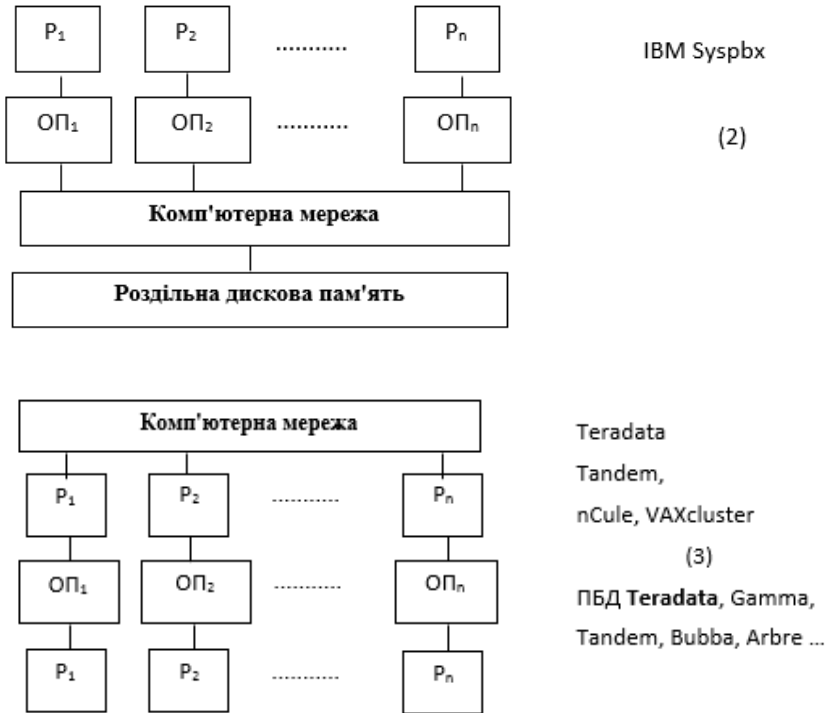 P₁ P₂ ........... Pₙ
IBM Syspbx
ОП₁ ОП₂ ........... ОПₙ
(2)
Комп'ютерна мережа
Роздільна дискова пам'ять
Комп'ютерна мережа
Teradata
Tandem,
P₁ P₂ ........... Pₙ
nCule, VAXcluster
(3)
ОП₁ ОП₂ ........... ОПₙ
ПБД Teradata, Gamma,
Tandem, Bubba, Arbre ...
P₁ P₂ ........... Pₙ